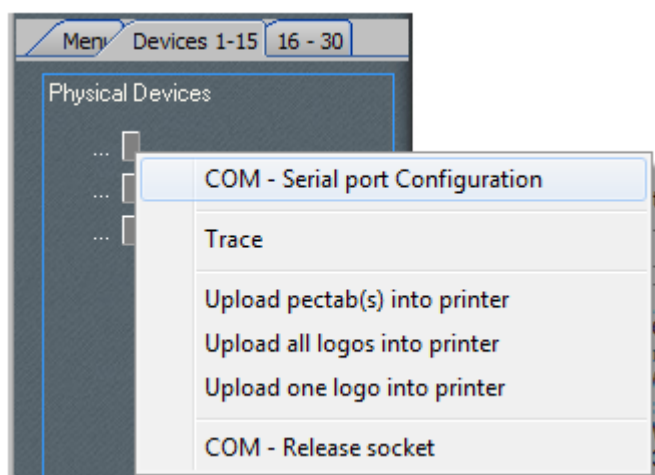 Menu Devices 1-15 16 - 30
Physical Devices
...
COM - Serial port Configuration
...
...
Trace
Upload pectab(s) into printer
Upload all logos into printer
Upload one logo into printer
COM - Release socket